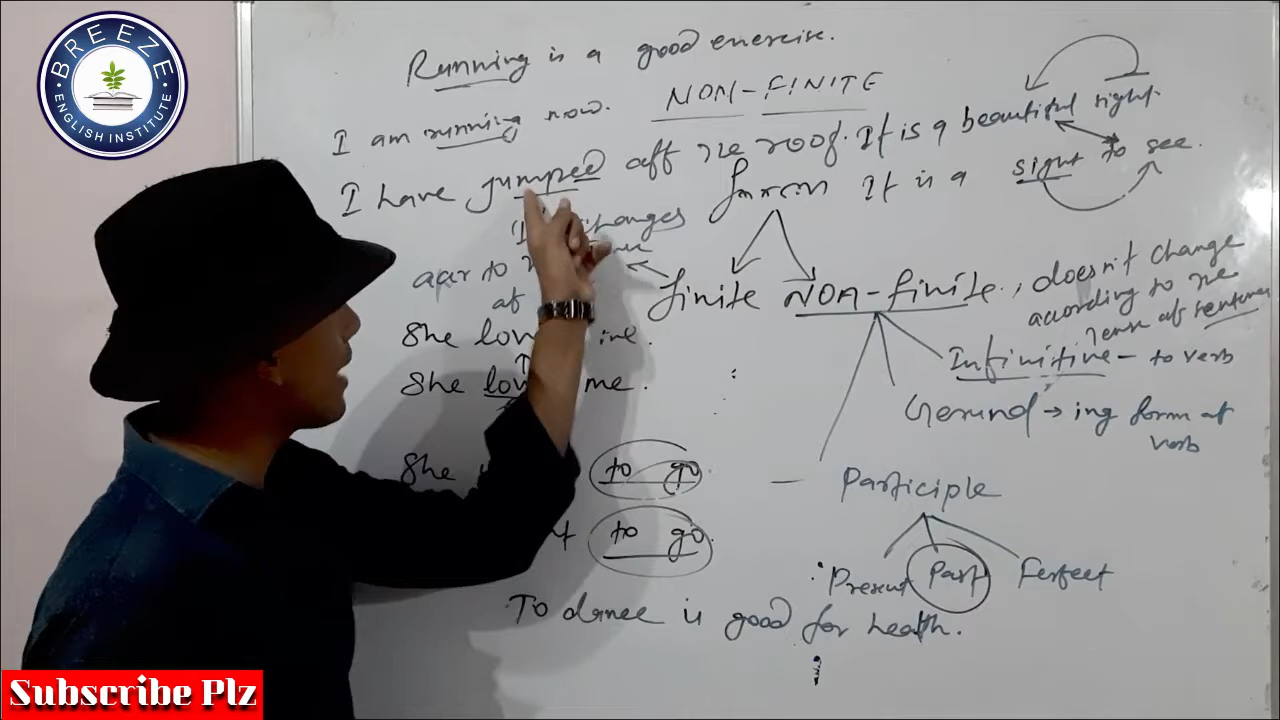 BREEZE
ENGLISH INSTITUTE
Running is a good exercise.
NON-FINITE
I am running now.
I have jumped off the roof. It is a beautiful sight.
It is a sight to see.
changes
finite
NON-finite., doesn't change
according to the
Tense of sentence
Infinitive - to verb
Gerund → ing form of
verb
She me.
She me.
She to go
to go.
Participle
Present Past Perfect
To dance is good for health.
Subscribe Plz